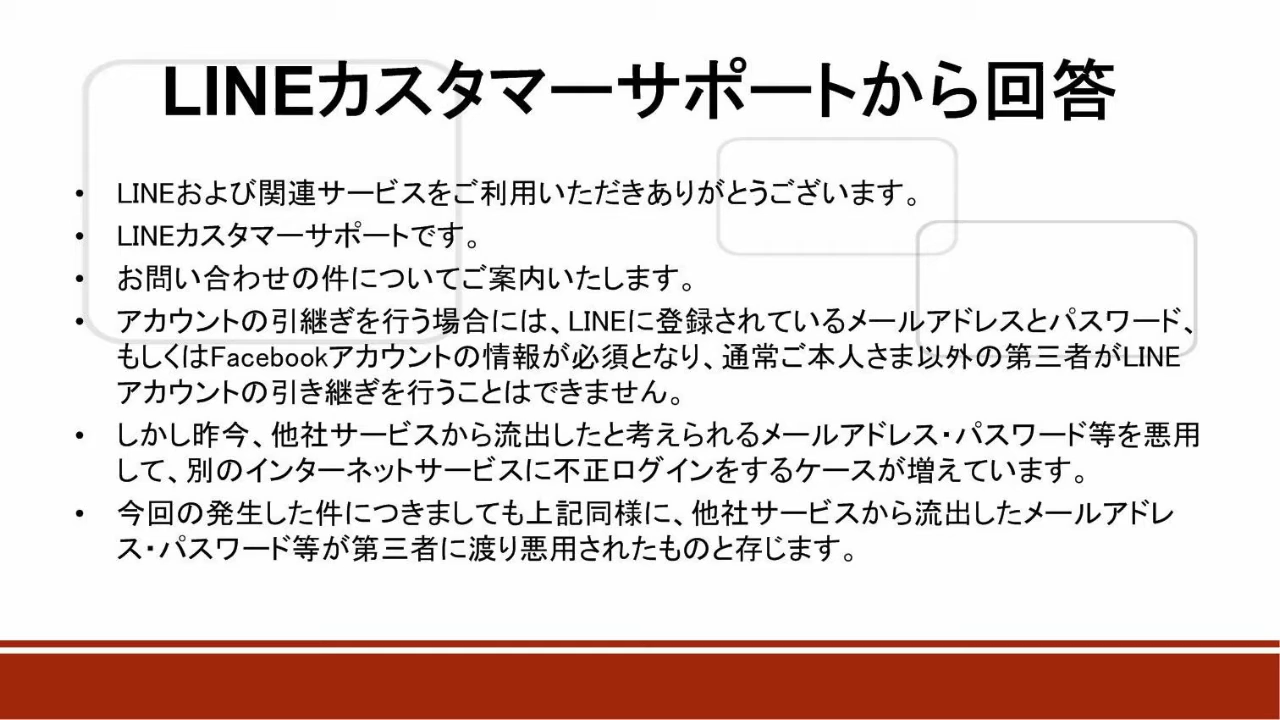 LINEカスタマーサポートから回答
• LINEおよび関連サービスをご利用いただきありがとうございます。
• LINEカスタマーサポートです。
• お問い合わせの件についてご案内いたします。
• アカウントの引継ぎを行う場合には、LINEに登録されているメールアドレスとパスワード、
もしくはFacebookアカウントの情報が必須となり、通常ご本人さま以外の第三者がLINE
アカウントの引き継ぎを行うことはできません。
• しかし昨今、他社サービスから流出したと考えられるメールアドレス・パスワード等を悪用
して、別のインターネットサービスに不正ログインをするケースが増えています。
• 今回の発生した件につきましても上記同様に、他社サービスから流出したメールアドレ
ス・パスワード等が第三者に渡り悪用されたものと存じます。